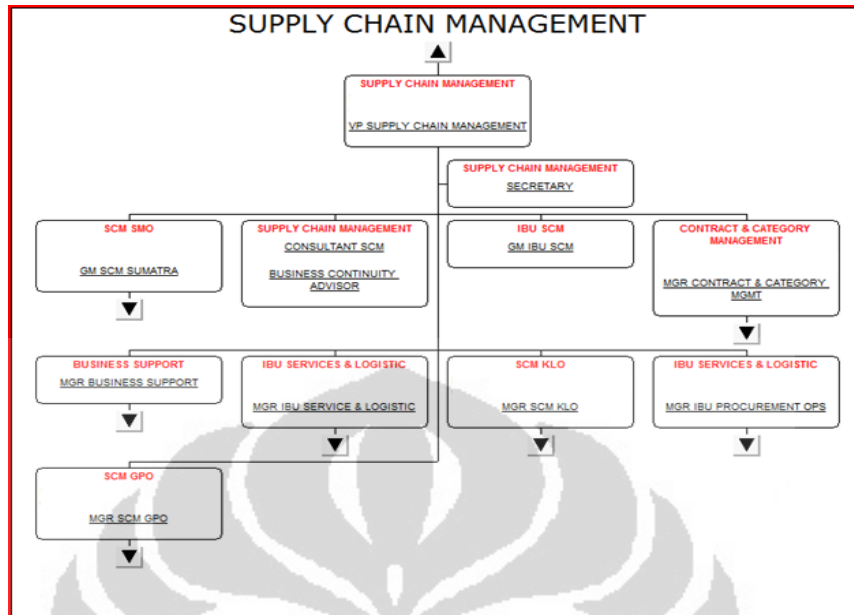 SUPPLY CHAIN MANAGEMENT
SUPPLY CHAIN MANAGEMENT
VP SUPPLY CHAIN MANAGEMENT
SUPPLY CHAIN MANAGEMENT
SECRETARY
SCM SMO
GM SCM SUMATRA
SUPPLY CHAIN MANAGEMENT
CONSULTANT SCM
BUSINESS CONTINUITY
ADVISOR
IBU SCM
GM IBU SCM
CONTRACT & CATEGORY
MANAGEMENT
MGR CONTRACT & CATEGORY
MGMT
BUSINESS SUPPORT
MGR BUSINESS SUPPORT
IBU SERVICES & LOGISTIC
MGR IBU SERVICE & LOGISTIC
SCM KLO
MGR SCM KLO
IBU SERVICES & LOGISTIC
MGR IBU PROCUREMENT OPS
SCM GPO
MGR SCM GPO